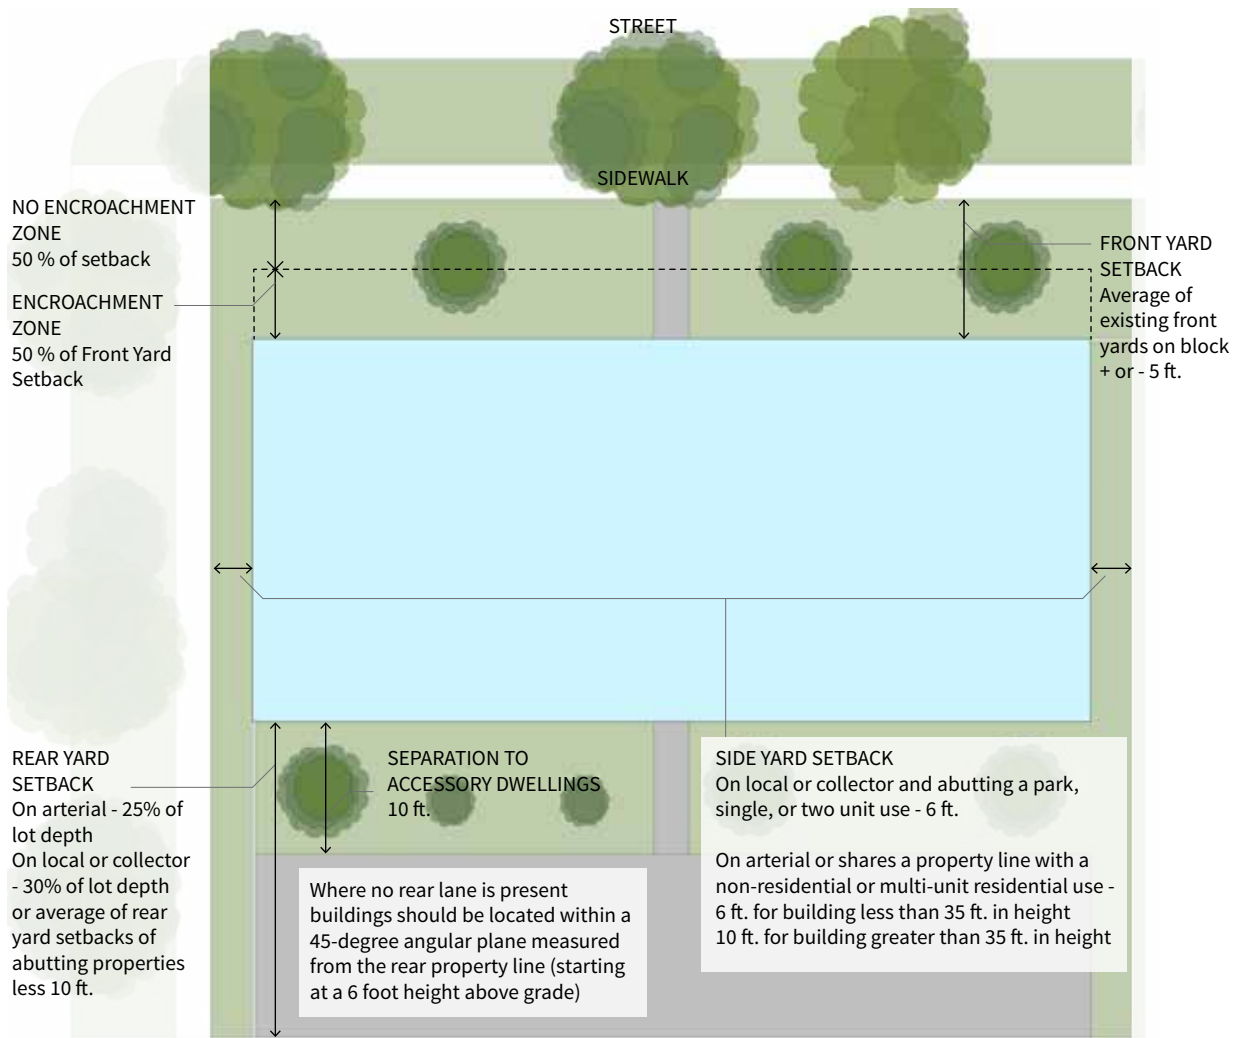 STREET
SIDEWALK
NO ENCROACHMENT
ZONE
50 % of setback
ENCROACHMENT
ZONE
50 % of Front Yard
Setback
FRONT YARD
SETBACK
Average of
existing front
yards on block
+ or - 5 ft.
REAR YARD
SETBACK
On arterial - 25% of
lot depth
On local or collector
- 30% of lot depth
or average of rear
yard setbacks of
abutting properties
less 10 ft.
SEPARATION TO
ACCESSORY DWELLINGS
10 ft.
Where no rear lane is present
buildings should be located within a
45-degree angular plane measured
from the rear property line (starting
at a 6 foot height above grade)
SIDE YARD SETBACK
On local or collector and abutting a park,
single, or two unit use - 6 ft.
On arterial or shares a property line with a
non-residential or multi-unit residential use -
6 ft. for building less than 35 ft. in height
10 ft. for building greater than 35 ft. in height